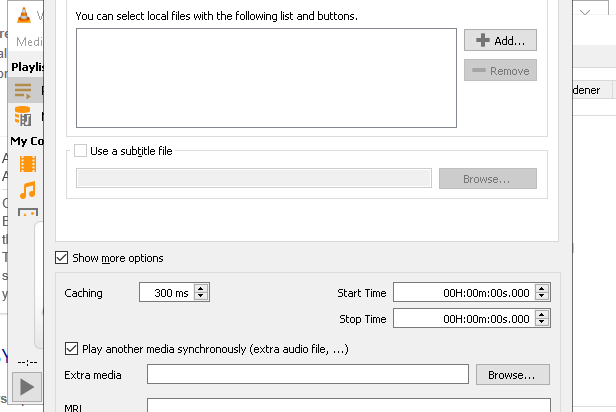 You can select local files with the following list and buttons.
Add...
Remove
Use a subtitle file
Browse...
Show more options
Caching
300 ms
Start Time
00H:00m:00s.000
Stop Time
00H:00m:00s.000
Play another media synchronously (extra audio file, ...)
Extra media
Browse...
MRL
Medi
Playlis
My Co
--:--
dener